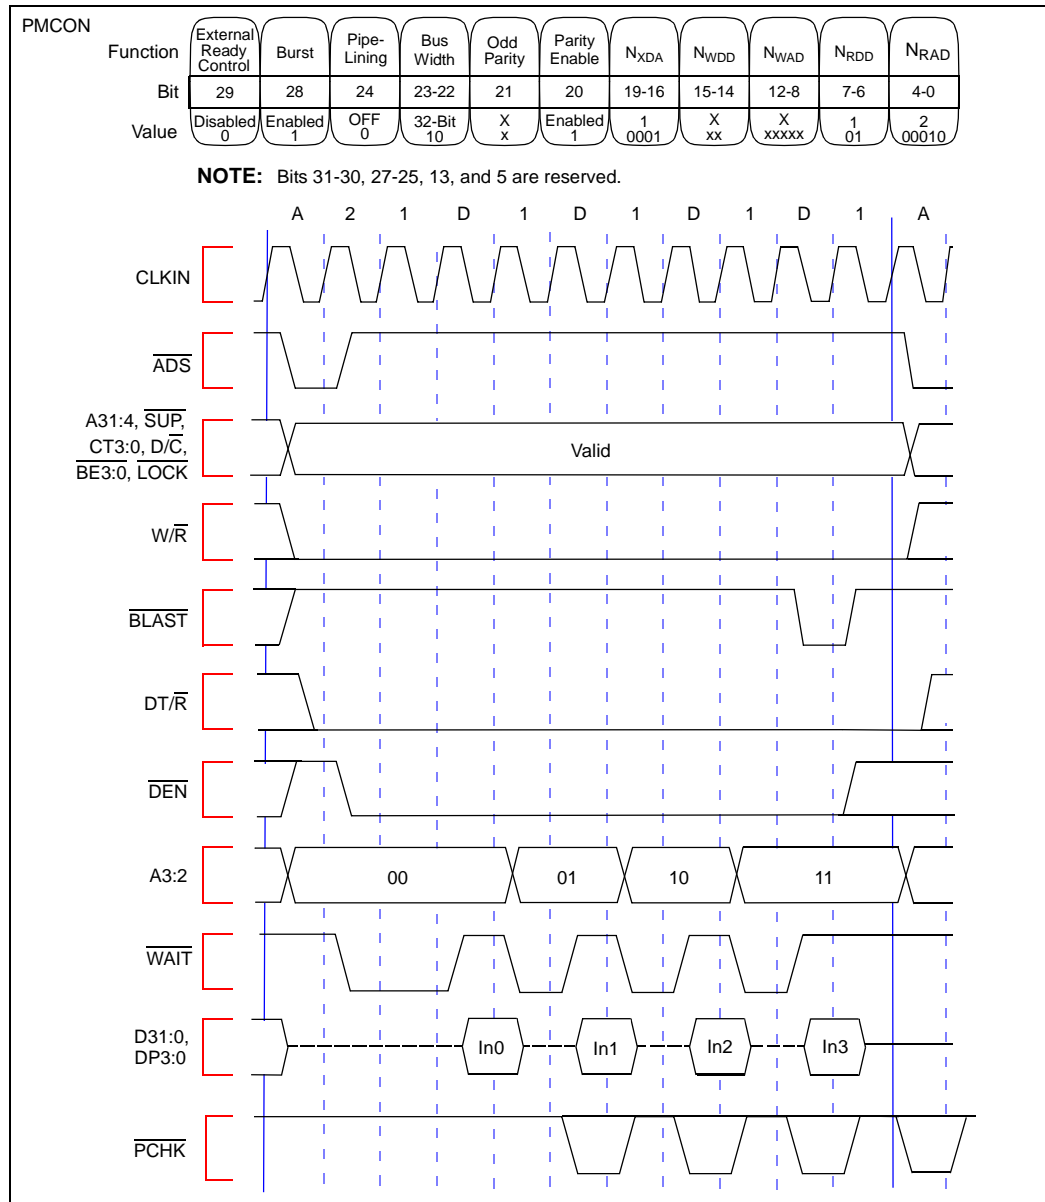 PMCON
Function External Ready Control Burst Pipe-Lining Bus Width Odd Parity Parity Enable NXDA NWDD NWAD NRDD NRAD
Bit 29 28 24 23-22 21 20 19-16 15-14 12-8 7-6 4-0
Value Disabled 0 Enabled 1 OFF 0 32-Bit 10 X x Enabled 1 1 0001 X xx X xxxxx 1 01 2 00010
NOTE: Bits 31-30, 27-25, 13, and 5 are reserved.
A 2 1 D 1 D 1 D 1 D 1 A
CLKIN
ADS
A31:4, SUP,
CT3:0, D/C,
BE3:0, LOCK
Valid
W/R
BLAST
DT/R
DEN
A3:2 00 01 10 11
WAIT
D31:0,
DP3:0
In0 In1 In2 In3
PCHK